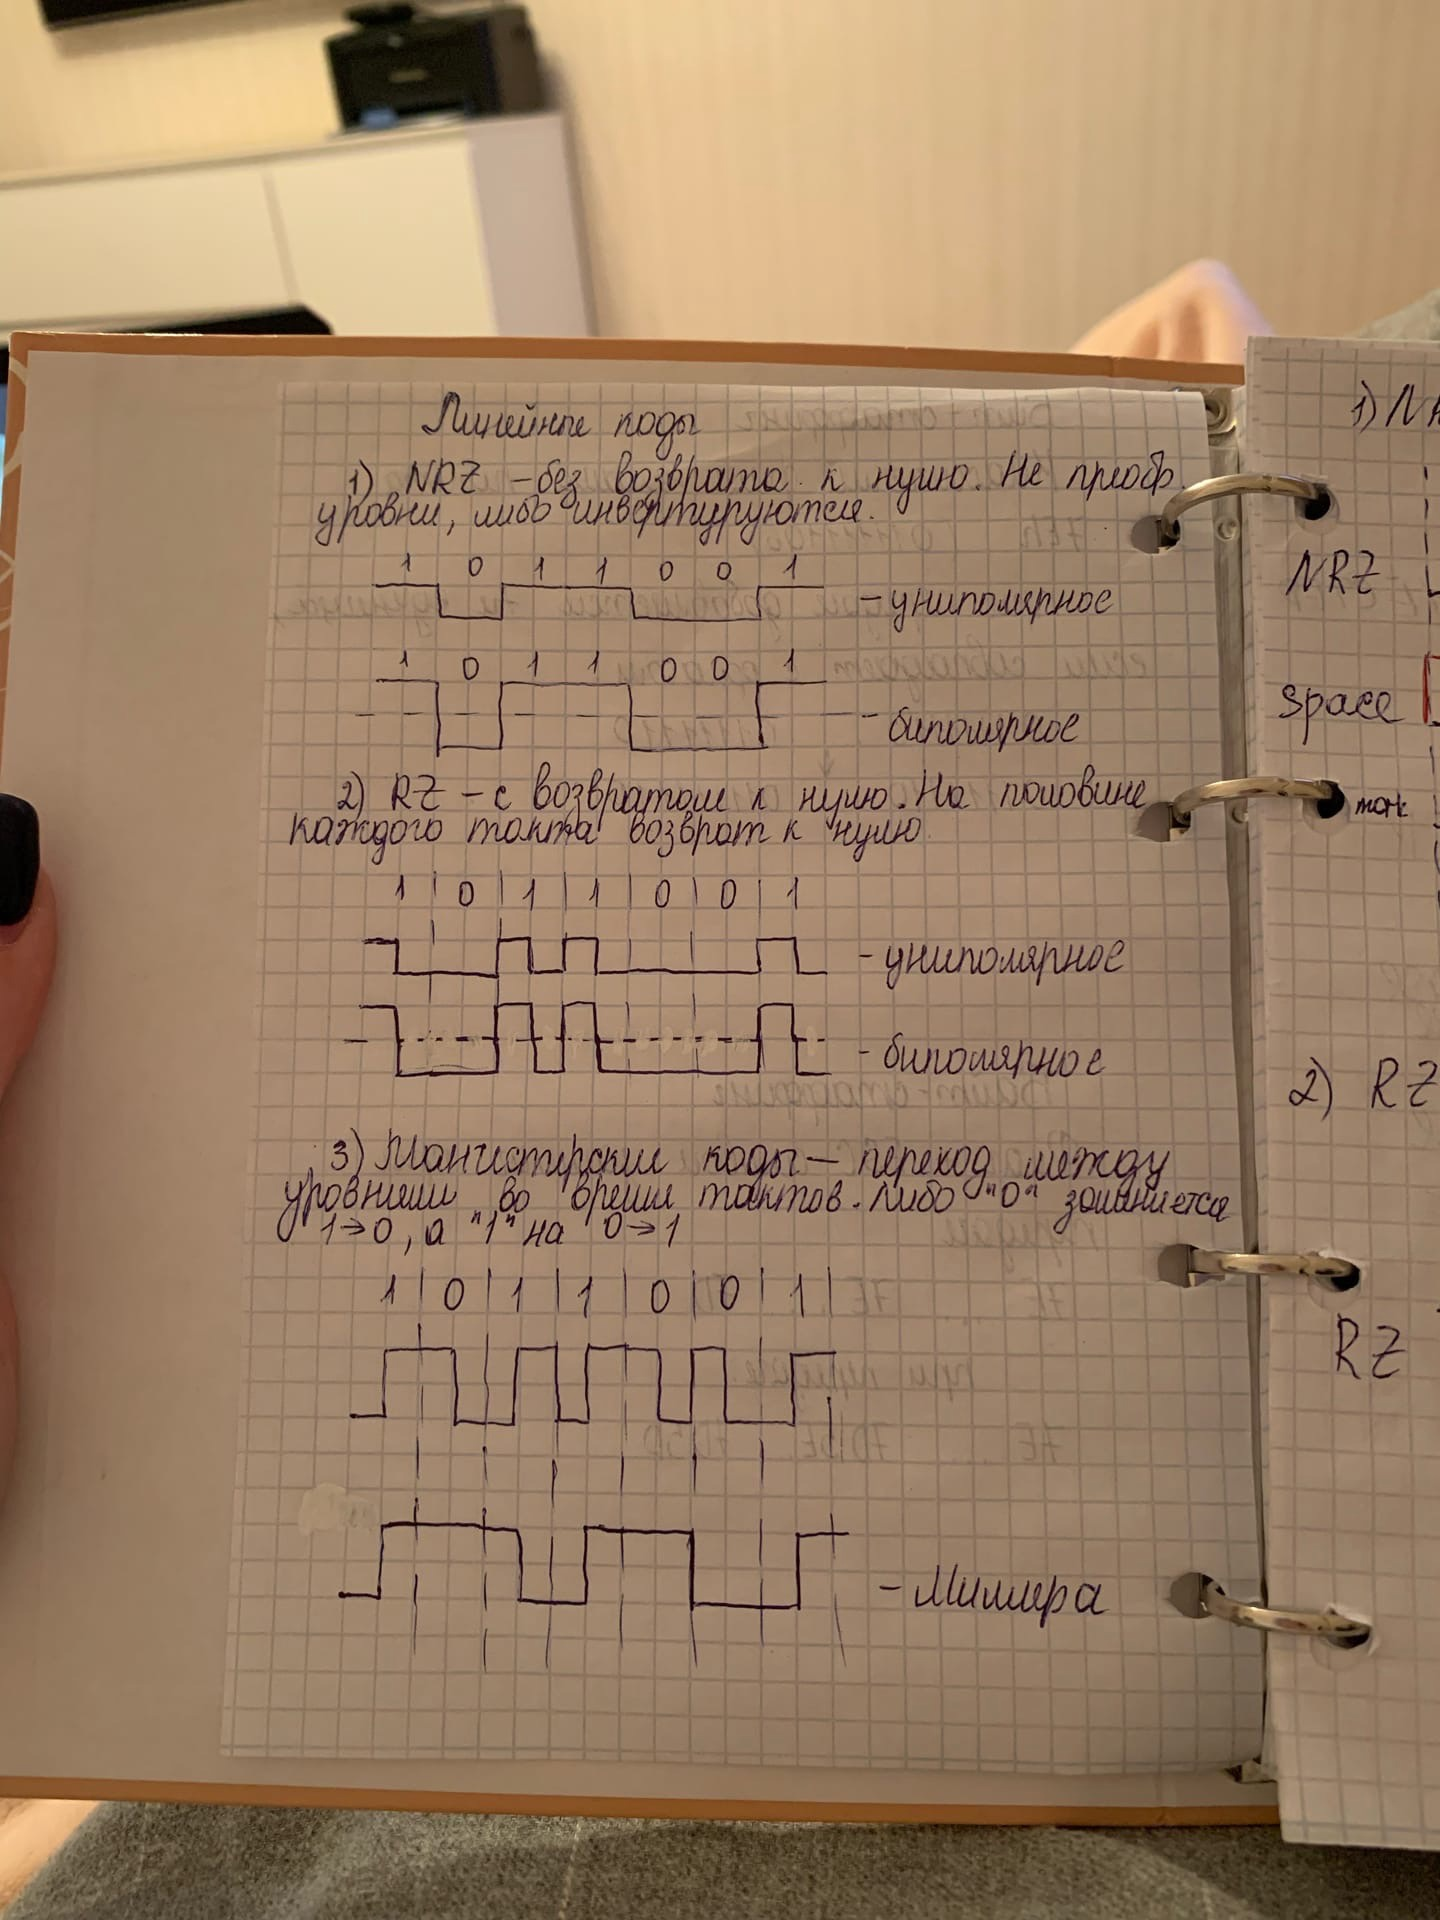 Линейные коды
1) NRZ – без возврата к нулю. Не преобр.
уровни, либо инвертируются.
1 0 1 1 0 0 1
– униполярное
1 0 1 1 0 0 1
– биполярное
2) RZ – с возвратом к нулю. На половине
каждого такта возврат к нулю
1 0 1 1 0 0 1
– униполярное
– биполярное
3) Манчестерские коды – переход между
уровнями во время тактов. либо "0" заменяется
1→0, а "1" на 0→1
1 0 1 1 0 0 1
– Миллера
1) N
NRZ
space
mark
2) RZ
RZ